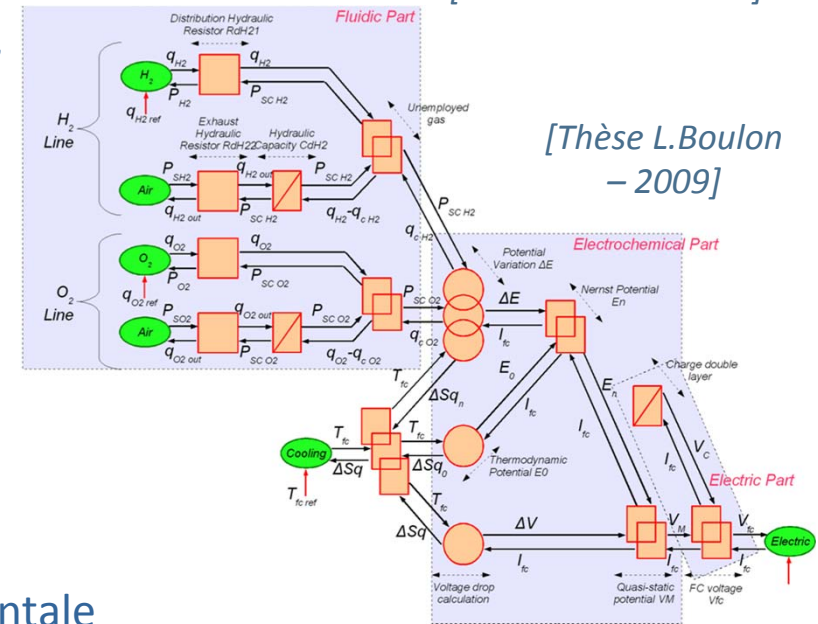 Distribution Hydraulic
Resistor RdH21
Fluidic Part
H2
qH2
PH2
qH2
PSC H2
qH2 ref
H2
Line
Exhaust
Hydraulic
Resistor RdH22
Hydraulic
Capacity CdH2
Unemployed
gas
[Thèse L.Boulon
– 2009]
Air
PSH2
qH2 out
qH2 out
PSC H2
PSC H2
qH2-qc H2
PSC H2
qc H2
O2
Line
O2
qO2
PO2
qO2
PSC O2
qO2 ref
Air
PSO2
qO2 out
qO2 out
PSC O2
PSC O2
qO2-qc O2
PSC O2
qc O2
Electrochemical Part
Potential
Variation ΔE
ΔE
Ifc
Nernst Potential
En
Tfc
ΔSqn
E0
Ifc
En
Ifc
Charge double
layer
VC
Ifc
Cooling
Tfc
ΔSq
Tfc ref
Tfc
ΔSq0
Thermodynamic
Potential E0
Electric Part
Tfc
ΔSq
ΔV
Ifc
VM
Ifc
Vfc
Ifc
Electric
Voltage drop
calculation
Quasi-static
potential VM
FC voltage
Vfc
ntale